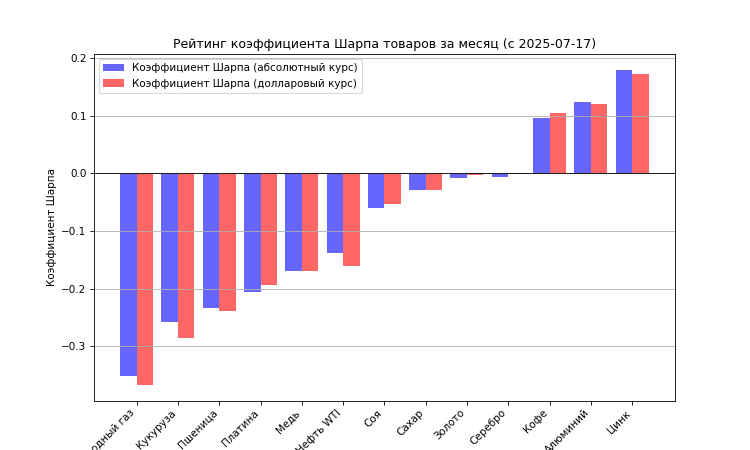 Рейтинг коэффициента Шарпа товаров за месяц (с 2025-07-17)
Коэффициент Шарпа (абсолютный курс)
Коэффициент Шарпа (долларовый курс)
Коэффициент Шарпа
0.2
0.1
0.0
−0.1
−0.2
−0.3
одный газ
Кукуруза
Пшеница
Платина
Медь
Нефть WTI
Соя
Сахар
Золото
Серебро
Кофе
Алюминий
Цинк